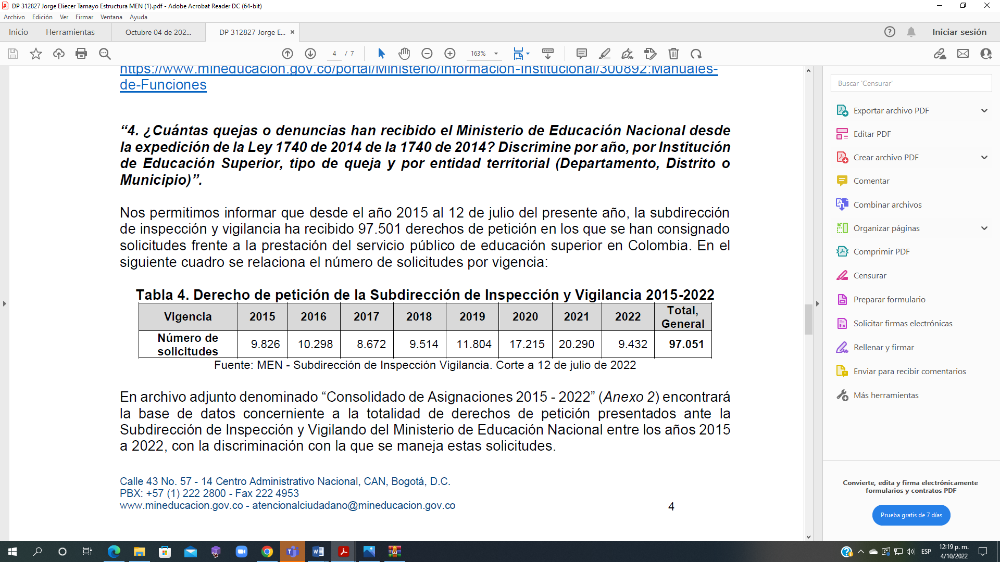 DP 312827 Jorge Eliecer Tamayo Estructura MEN (1).pdf - Adobe Acrobat Reader DC (64-bit)
Archivo Edición Ver Firmar Ventana Ayuda
Inicio Herramientas Octubre 04 de 202... DP 312827 Jorge E... × Iniciar sesión
4 / 7 163%
https://www.mineducacion.gov.co/portal/Ministerio/Informacion-Institucional/300892:Manuales-
de-Funciones
“4. ¿Cuántas quejas o denuncias han recibido el Ministerio de Educación Nacional desde
la expedición de la Ley 1740 de 2014 de la 1740 de 2014? Discrimine por año, por Institución
de Educación Superior, tipo de queja y por entidad territorial (Departamento, Distrito o
Municipio)”.
Nos permitimos informar que desde el año 2015 al 12 de julio del presente año, la subdirección
de inspección y vigilancia ha recibido 97.501 derechos de petición en los que se han consignado
solicitudes frente a la prestación del servicio público de educación superior en Colombia. En el
siguiente cuadro se relaciona el número de solicitudes por vigencia:
Tabla 4. Derecho de petición de la Subdirección de Inspección y Vigilancia 2015-2022
Vigencia 2015 2016 2017 2018 2019 2020 2021 2022 Total,
General
Número de
solicitudes 9.826 10.298 8.672 9.514 11.804 17.215 20.290 9.432 97.051
Fuente: MEN - Subdirección de Inspección Vigilancia. Corte a 12 de julio de 2022
En archivo adjunto denominado “Consolidado de Asignaciones 2015 - 2022” (Anexo 2) encontrará
la base de datos concerniente a la totalidad de derechos de petición presentados ante la
Subdirección de Inspección y Vigilando del Ministerio de Educación Nacional entre los años 2015
a 2022, con la discriminación con la que se maneja estas solicitudes.
Calle 43 No. 57 - 14 Centro Administrativo Nacional, CAN, Bogotá, D.C.
PBX: +57 (1) 222 2800 - Fax 222 4953
www.mineducacion.gov.co - atencionalciudadano@mineducacion.gov.co
4
Buscar 'Censurar'
Exportar archivo PDF
Editar PDF
Crear archivo PDF
Comentar
Combinar archivos
Organizar páginas
Comprimir PDF
Censurar
Preparar formulario
Solicitar firmas electrónicas
Rellenar y firmar
Enviar para recibir comentarios
Más herramientas
Convierte, edita y firma electrónicamente
formularios y contratos PDF
Prueba gratis de 7 días
ESP
12:19 p. m.
4/10/2022